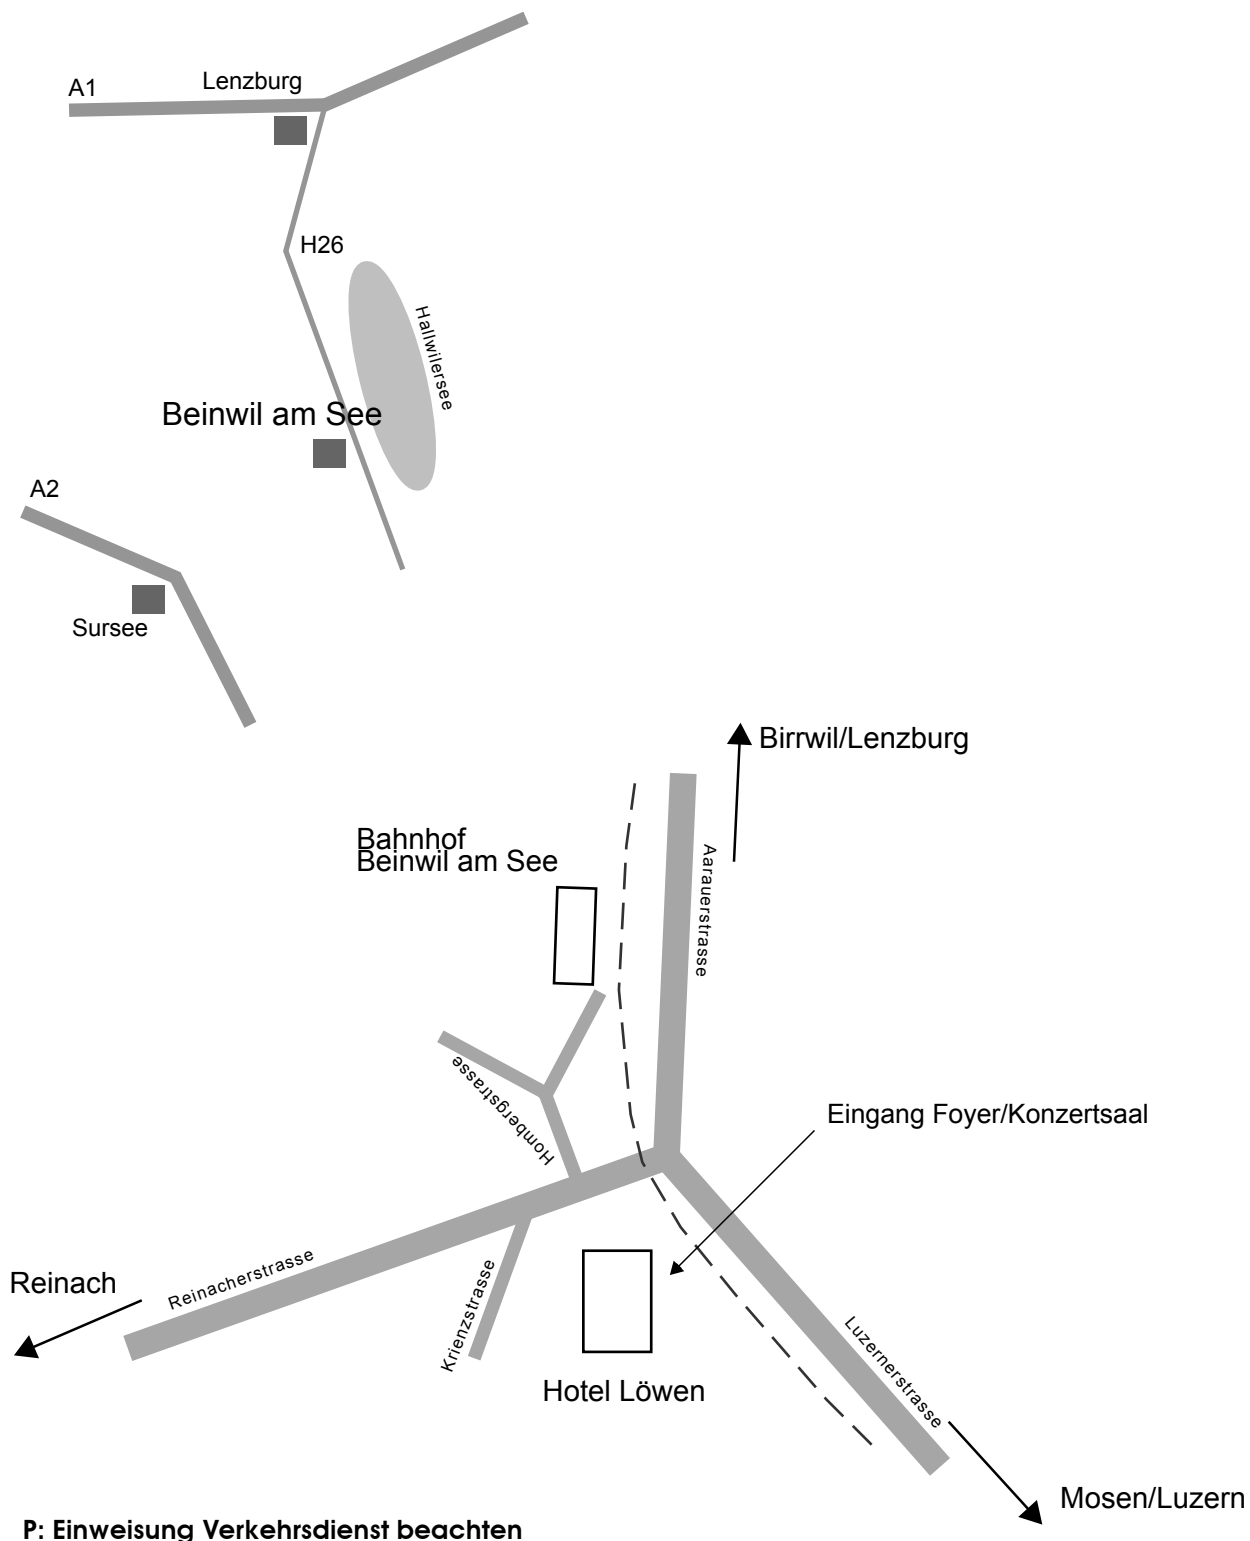 A1
Lenzburg
H26
Hallwilersee
Beinwil am See
A2
Sursee
Birrwil/Lenzburg
Bahnhof
Beinwil am See
Aarauerstrasse
Hombergstrasse
Eingang Foyer/Konzertsaal
Reinach
Reinacherstrasse
Krienzstrasse
Luzernerstrasse
Hotel Löwen
Mosen/Luzern
P: Einweisung Verkehrsdienst beachten